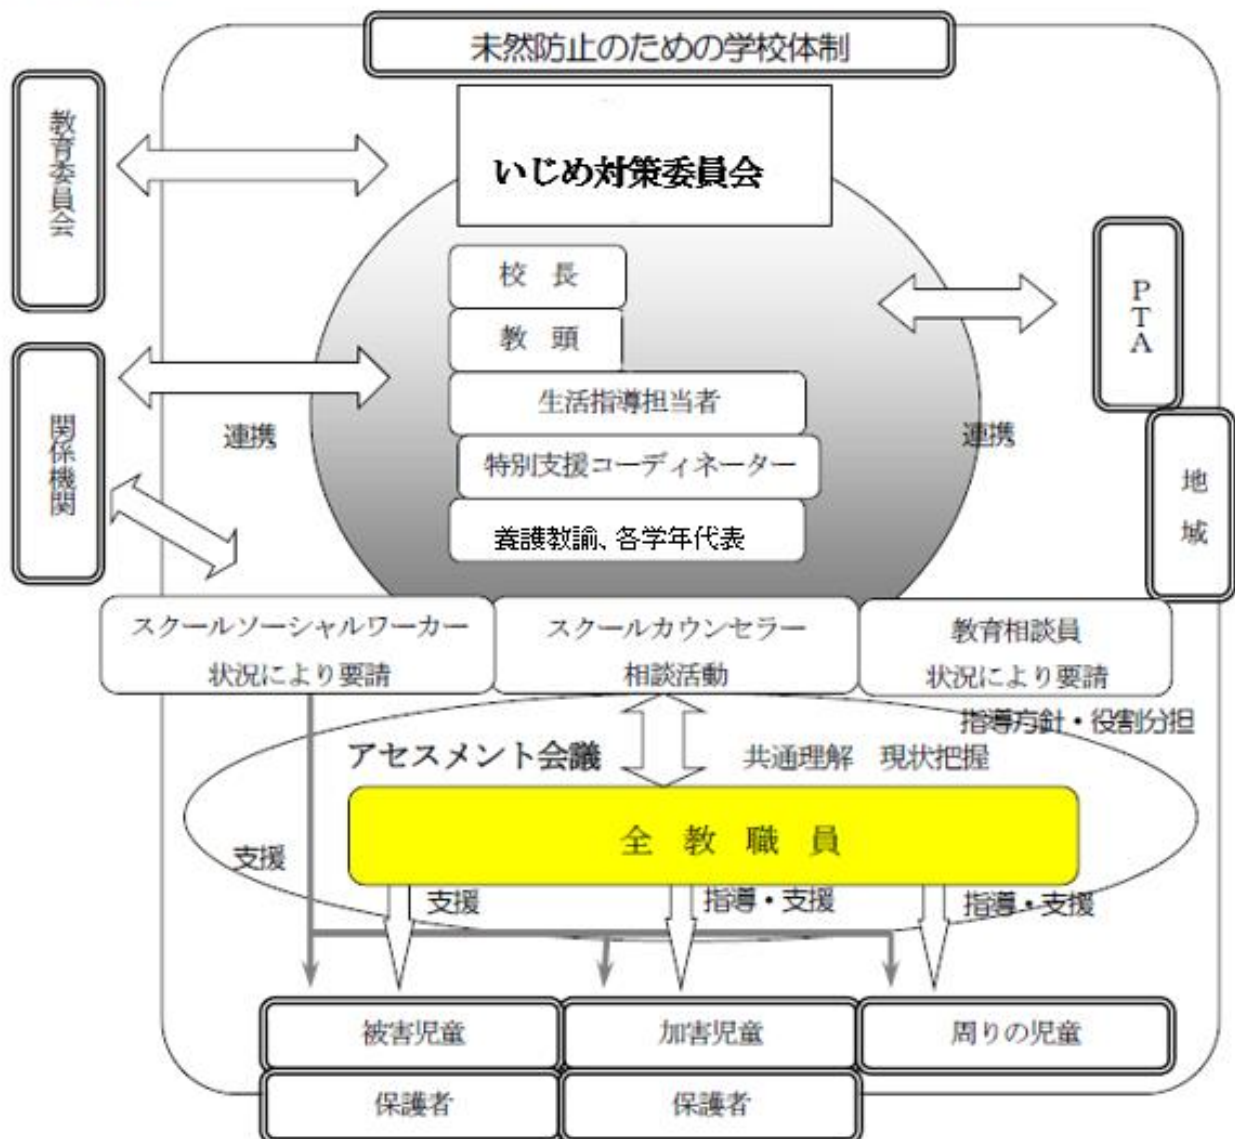 未然防止のための学校体制
教育委員会
いじめ対策委員会
校 長
教 頭
生活指導担当者
特別支援コーディネーター
養護教諭、各学年代表
PTA
地域
関係機関
連携
連携
スクールソーシャルワーカー
状況により要請
スクールカウンセラー
相談活動
教育相談員
状況により要請
指導方針・役割分担
アセスメント会議
共通理解 現状把握
全 教 職 員
支援
支援
指導・支援
指導・支援
被害児童
加害児童
周りの児童
保護者
保護者